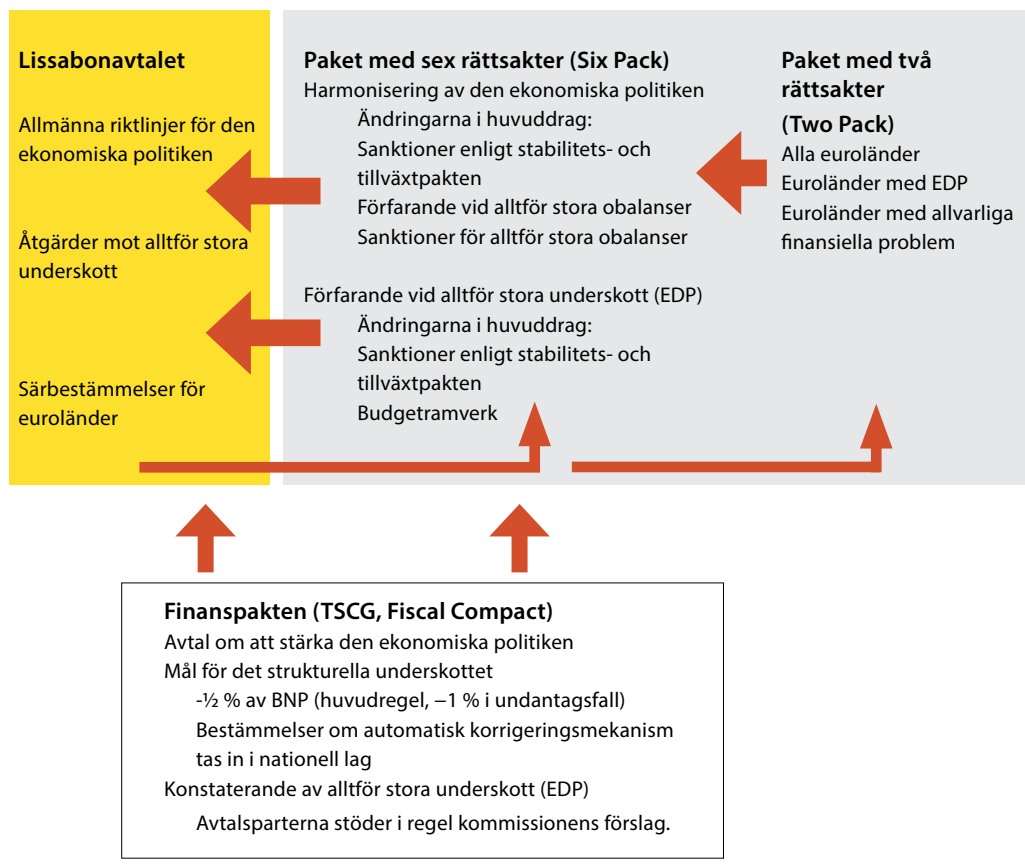 Lissabonavtalet
Allmänna riktlinjer för den
ekonomiska politiken
Åtgärder mot alltför stora
underskott
Särbestämmelser för
euroländer
Paket med sex rättsakter (Six Pack)
Harmonisering av den ekonomiska politiken
Ändringarna i huvuddrag:
Sanktioner enligt stabilitets- och
tillväxtpakten
Förfarande vid alltför stora obalanser
Sanktioner för alltför stora obalanser
Förfarande vid alltför stora underskott (EDP)
Ändringarna i huvuddrag:
Sanktioner enligt stabilitets- och
tillväxtpakten
Budgetramverk
Paket med två
rättsakter
(Two Pack)
Alla euroländer
Euroländer med EDP
Euroländer med allvarliga
finansiella problem
Finanspakten (TSCG, Fiscal Compact)
Avtal om att stärka den ekonomiska politiken
Mål för det strukturella underskottet
-½ % av BNP (huvudregel, −1 % i undantagsfall)
Bestämmelser om automatisk korrigeringsmekanism
tas in i nationell lag
Konstaterande av alltför stora underskott (EDP)
Avtalsparterna stöder i regel kommissionens förslag.